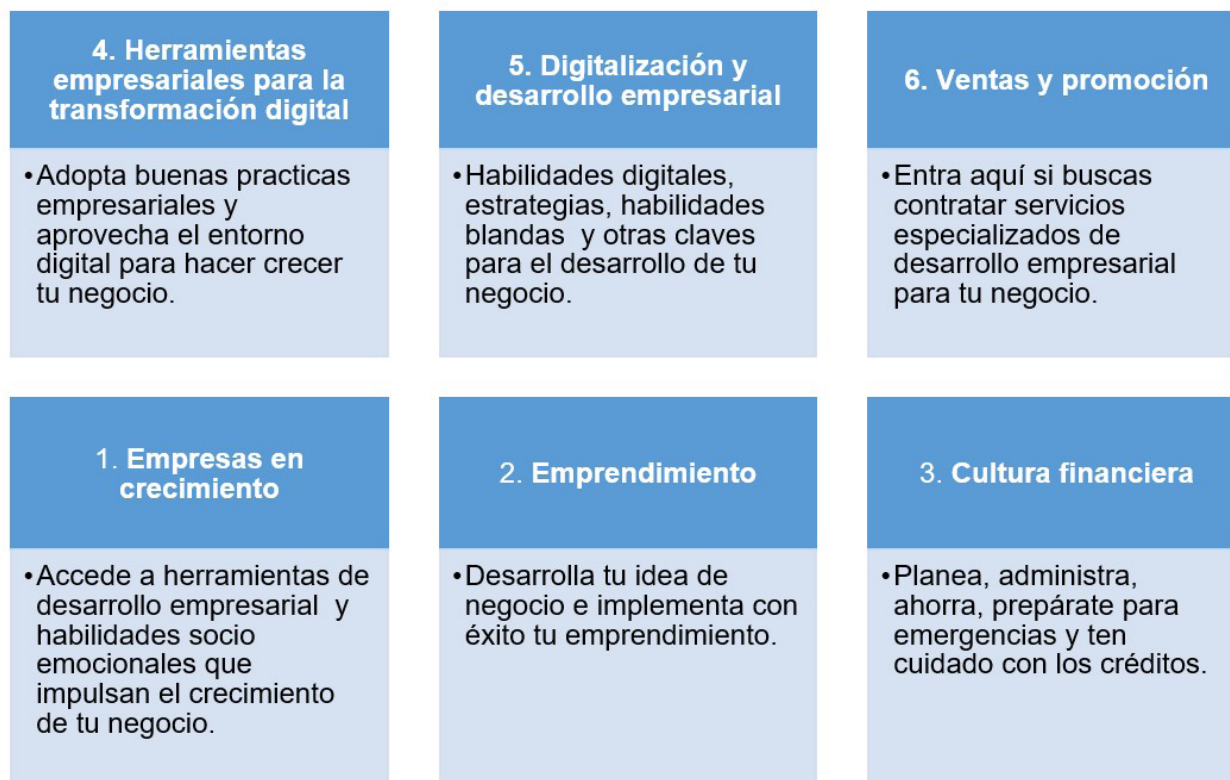 4. Herramientas
empresariales para la
transformación digital
•Adopta buenas practicas
empresariales y
aprovecha el entorno
digital para hacer crecer
tu negocio.
5. Digitalización y
desarrollo empresarial
•Habilidades digitales,
estrategias, habilidades
blandas  y otras claves
para el desarrollo de tu
negocio.
6. Ventas y promoción
•Entra aquí si buscas
contratar servicios
especializados de
desarrollo empresarial
para tu negocio.
1. Empresas en
crecimiento
•Accede a herramientas de
desarrollo empresarial  y
habilidades socio
emocionales que
impulsan el crecimiento
de tu negocio.
2. Emprendimiento
•Desarrolla tu idea de
negocio e implementa con
éxito tu emprendimiento.
3. Cultura financiera
•Planea, administra,
ahorra, prepárate para
emergencias y ten
cuidado con los créditos.